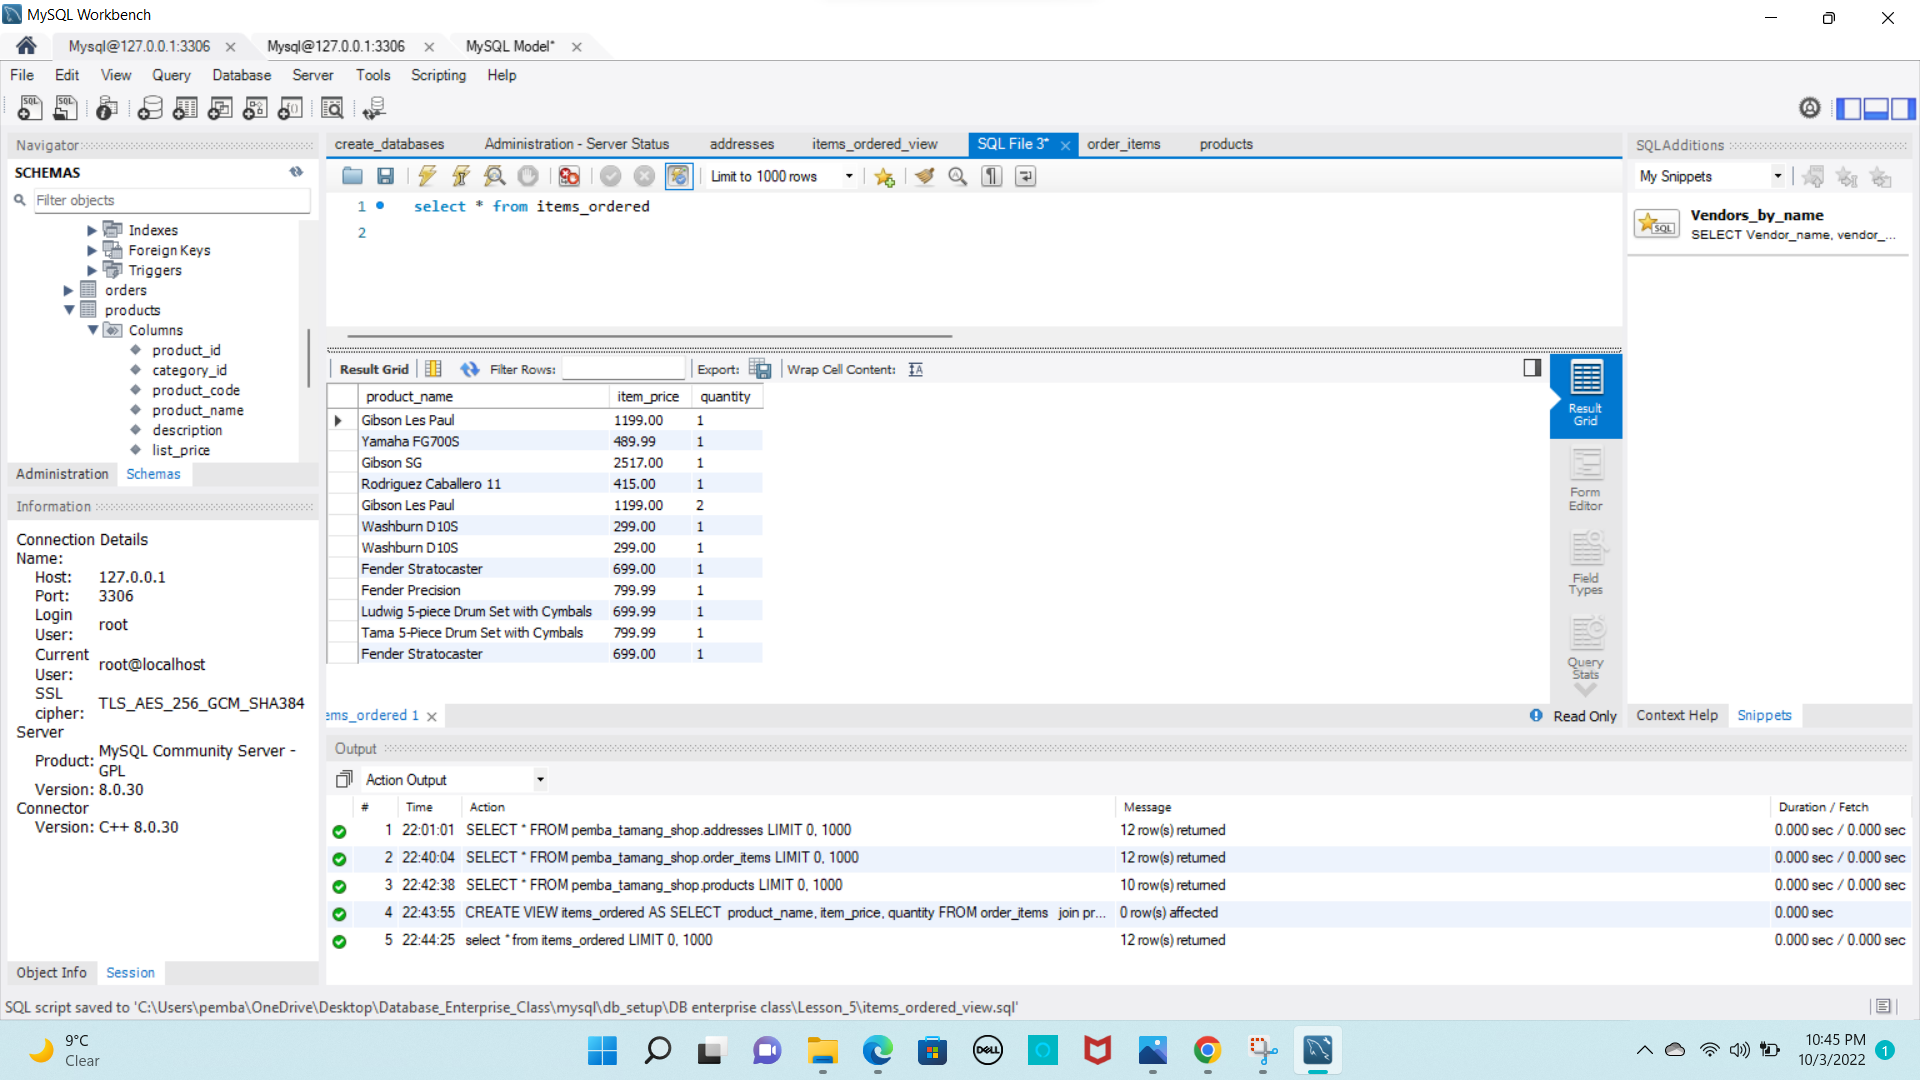 MySQL Workbench
Mysql@127.0.0.1:3306
Mysql@127.0.0.1:3306
MySQL Model*
File Edit View Query Database Server Tools Scripting Help
Navigator
SCHEMAS
Filter objects
Indexes
Foreign Keys
Triggers
orders
products
Columns
product_id
category_id
product_code
product_name
description
list_price
Administration Schemas
Information
Connection Details
Name:
Host: 127.0.0.1
Port: 3306
Login User: root
Current User: root@localhost
SSL cipher: TLS_AES_256_GCM_SHA384
Server
Product: MySQL Community Server - GPL
Version: 8.0.30
Connector
Version: C++ 8.0.30
Object Info Session
create_databases Administration - Server Status addresses items_ordered_view SQL File 3* order_items products
Limit to 1000 rows
1 select * from items_ordered
2
Result Grid Filter Rows: Export: Wrap Cell Content:
product_name item_price quantity
Gibson Les Paul 1199.00 1
Yamaha FG700S 489.99 1
Gibson SG 2517.00 1
Rodriguez Caballero 11 415.00 1
Gibson Les Paul 1199.00 2
Washburn D10S 299.00 1
Washburn D10S 299.00 1
Fender Stratocaster 699.00 1
Fender Precision 799.99 1
Ludwig 5-piece Drum Set with Cymbals 699.99 1
Tama 5-Piece Drum Set with Cymbals 799.99 1
Fender Stratocaster 699.00 1
Result Grid
Form Editor
Field Types
Query Stats
ems_ordered 1
Read Only
SQLAdditions
My Snippets
Vendors_by_name
SELECT Vendor_name, vendor_...
SQL
Context Help Snippets
Output
Action Output
# Time Action Message Duration / Fetch
1 22:01:01 SELECT * FROM pemba_tamang_shop.addresses LIMIT 0, 1000 12 row(s) returned 0.000 sec / 0.000 sec
2 22:40:04 SELECT * FROM pemba_tamang_shop.order_items LIMIT 0, 1000 12 row(s) returned 0.000 sec / 0.000 sec
3 22:42:38 SELECT * FROM pemba_tamang_shop.products LIMIT 0, 1000 10 row(s) returned 0.000 sec / 0.000 sec
4 22:43:55 CREATE VIEW items_ordered AS SELECT product_name, item_price, quantity FROM order_items join pr... 0 row(s) affected 0.000 sec
5 22:44:25 select * from items_ordered LIMIT 0, 1000 12 row(s) returned 0.000 sec / 0.000 sec
SQL script saved to 'C:\Users\pemba\OneDrive\Desktop\Database_Enterprise_Class\mysql\db_setup\DB enterprise class\Lesson_5\items_ordered_view.sql'
9°C
Clear
DELL
10:45 PM
10/3/2022
1